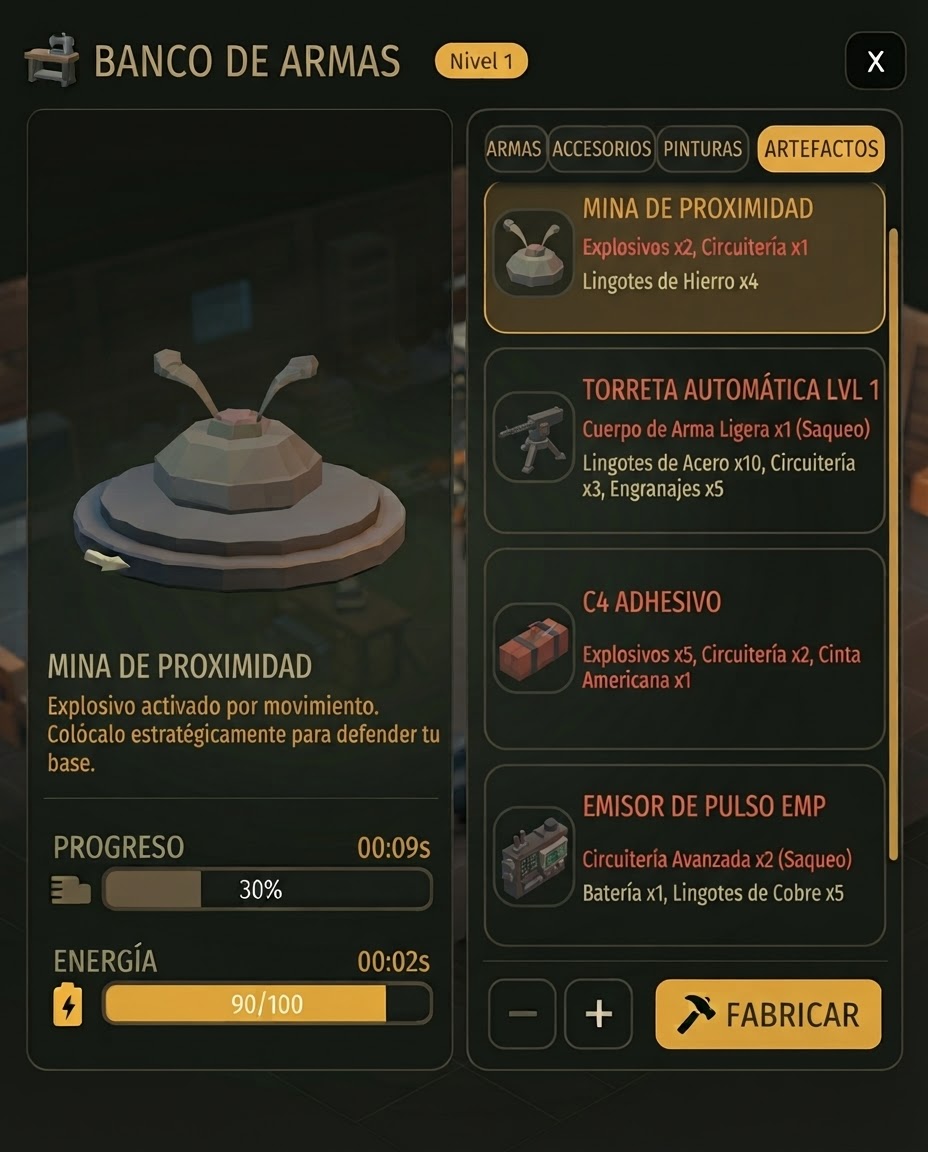 BANCO DE ARMAS
Nivel 1
X
MINA DE PROXIMIDAD
Explosivo activado por movimiento.
Colócalo estratégicamente para defender tu
base.
PROGRESO
00:09s
30%
ENERGÍA
00:02s
90/100
ARMAS
ACCESORIOS
PINTURAS
ARTEFACTOS
MINA DE PROXIMIDAD
Explosivos x2, Circuitería x1
Lingotes de Hierro x4
TORRETA AUTOMÁTICA LVL 1
Cuerpo de Arma Ligera x1 (Saqueo)
Lingotes de Acero x10, Circuitería
x3, Engranajes x5
C4 ADHESIVO
Explosivos x5, Circuitería x2, Cinta
Americana x1
EMISOR DE PULSO EMP
Circuitería Avanzada x2 (Saqueo)
Batería x1, Lingotes de Cobre x5
− +
FABRICAR